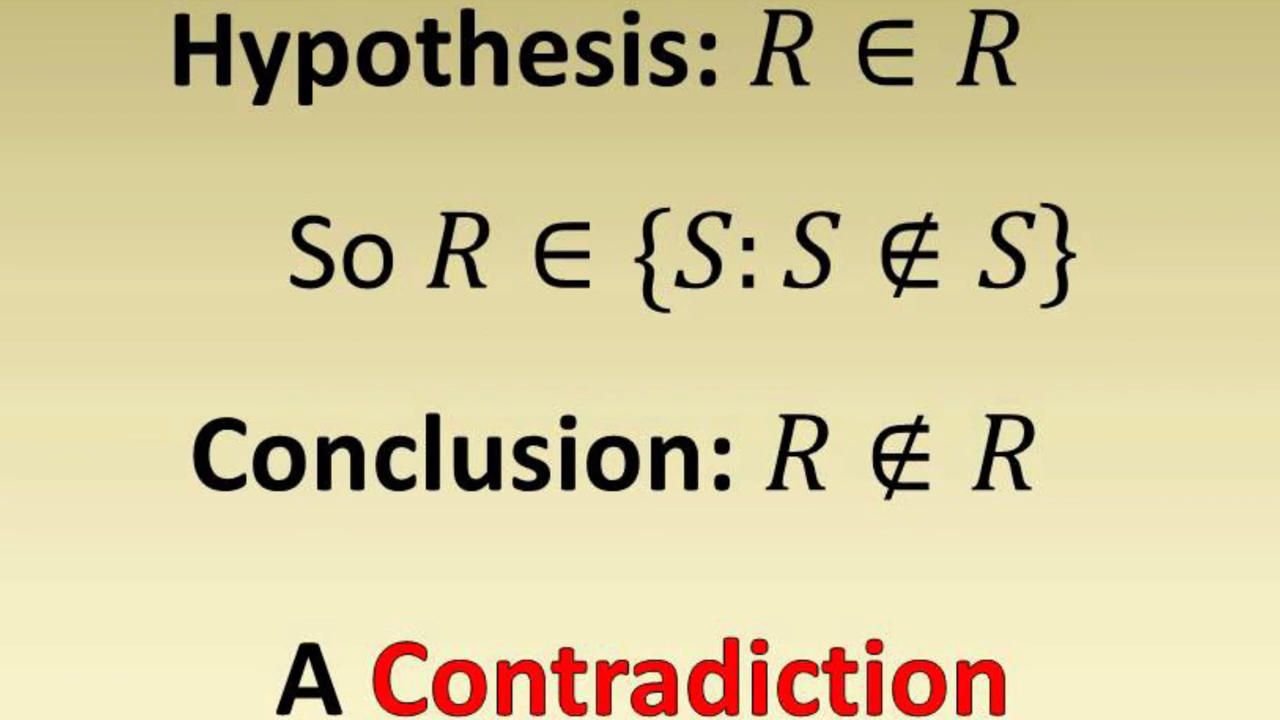 Hypothesis: R ∈ R
So R ∈ {S: S ∉ S}
Conclusion: R ∉ R
A Contradiction